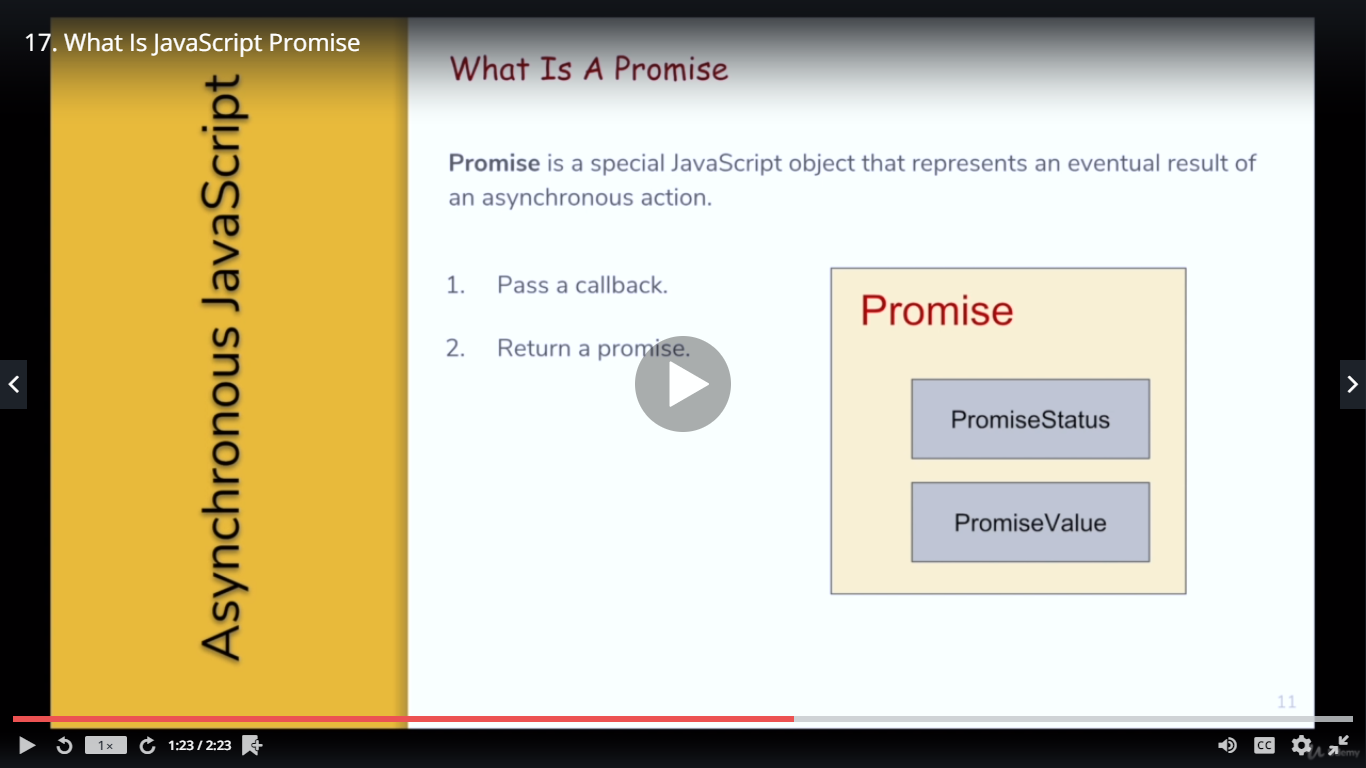 17. What Is JavaScript Promise
Asynchronous JavaScript
What Is A Promise
Promise is a special JavaScript object that represents an eventual result of
an asynchronous action.
1. Pass a callback.
2. Return a promise.
Promise
PromiseStatus
PromiseValue
11
1×
1:23 / 2:23
CC